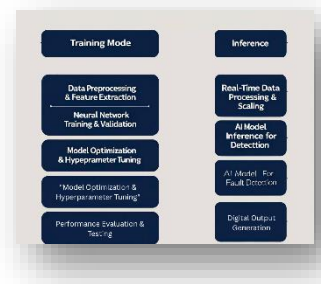 Training Mode
Data Preprocessing
& Feature Extraction
Neural Network
Training & Validation
Model Optimization
& Hypeprameter Tuning
"Model Optimization &
Hyperparameter Tuning"
Performance Evaluation &
Testing
Inference
Real-Time Data
Processing &
Scaling
AI Model
Inference for
Detecttion
AI Model For
Fault Detection
Digital Output
Generation